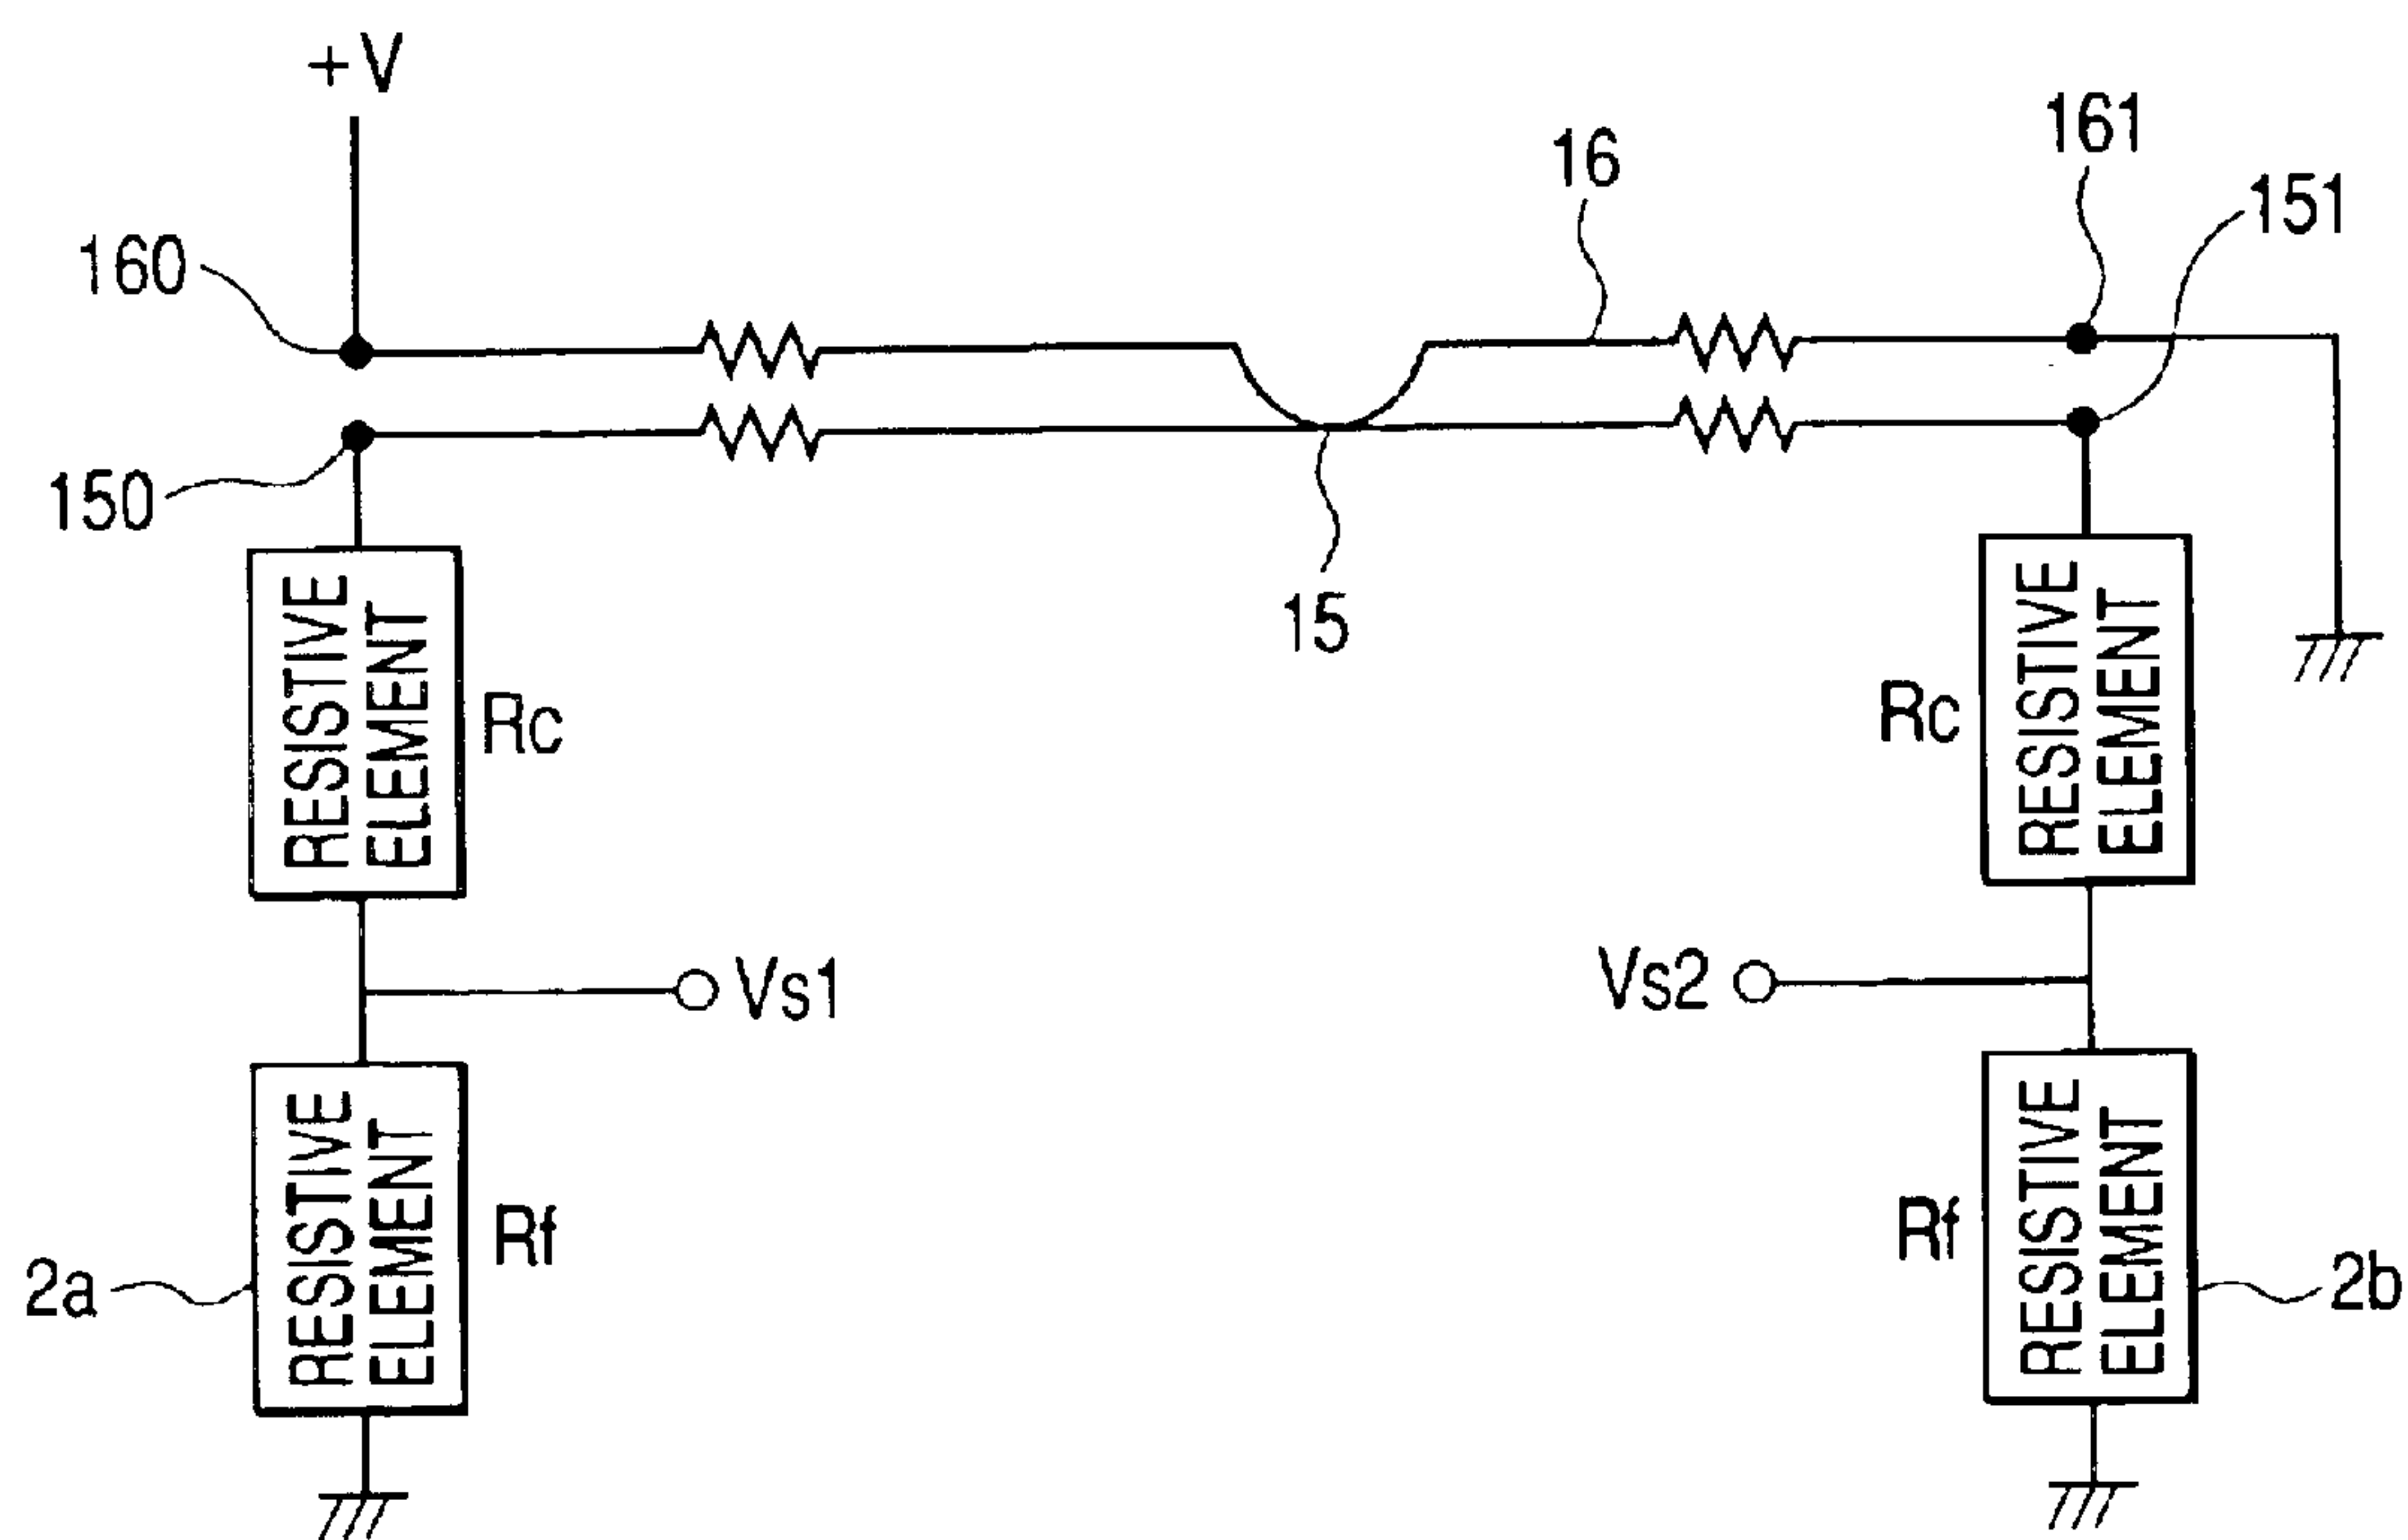 +V
161
16
151
160
150
15
RESISTIVE
ELEMENT
Rc
Rc
RESISTIVE
ELEMENT
Vs1
Vs2
RESISTIVE
ELEMENT
Rf
Rf
RESISTIVE
ELEMENT
2a
2b